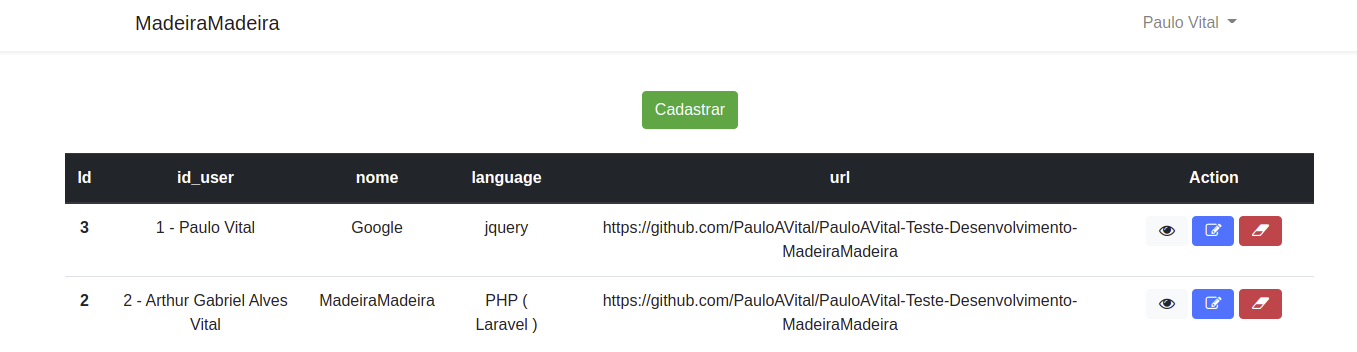 MadeiraMadeira Paulo Vital
Cadastrar
Id id_user nome language url Action
3 1 - Paulo Vital Google jquery https://github.com/PauloAVital/PauloAVital-Teste-Desenvolvimento-
MadeiraMadeira
2 2 - Arthur Gabriel Alves MadeiraMadeira PHP ( https://github.com/PauloAVital/PauloAVital-Teste-Desenvolvimento-
Vital Laravel ) MadeiraMadeira